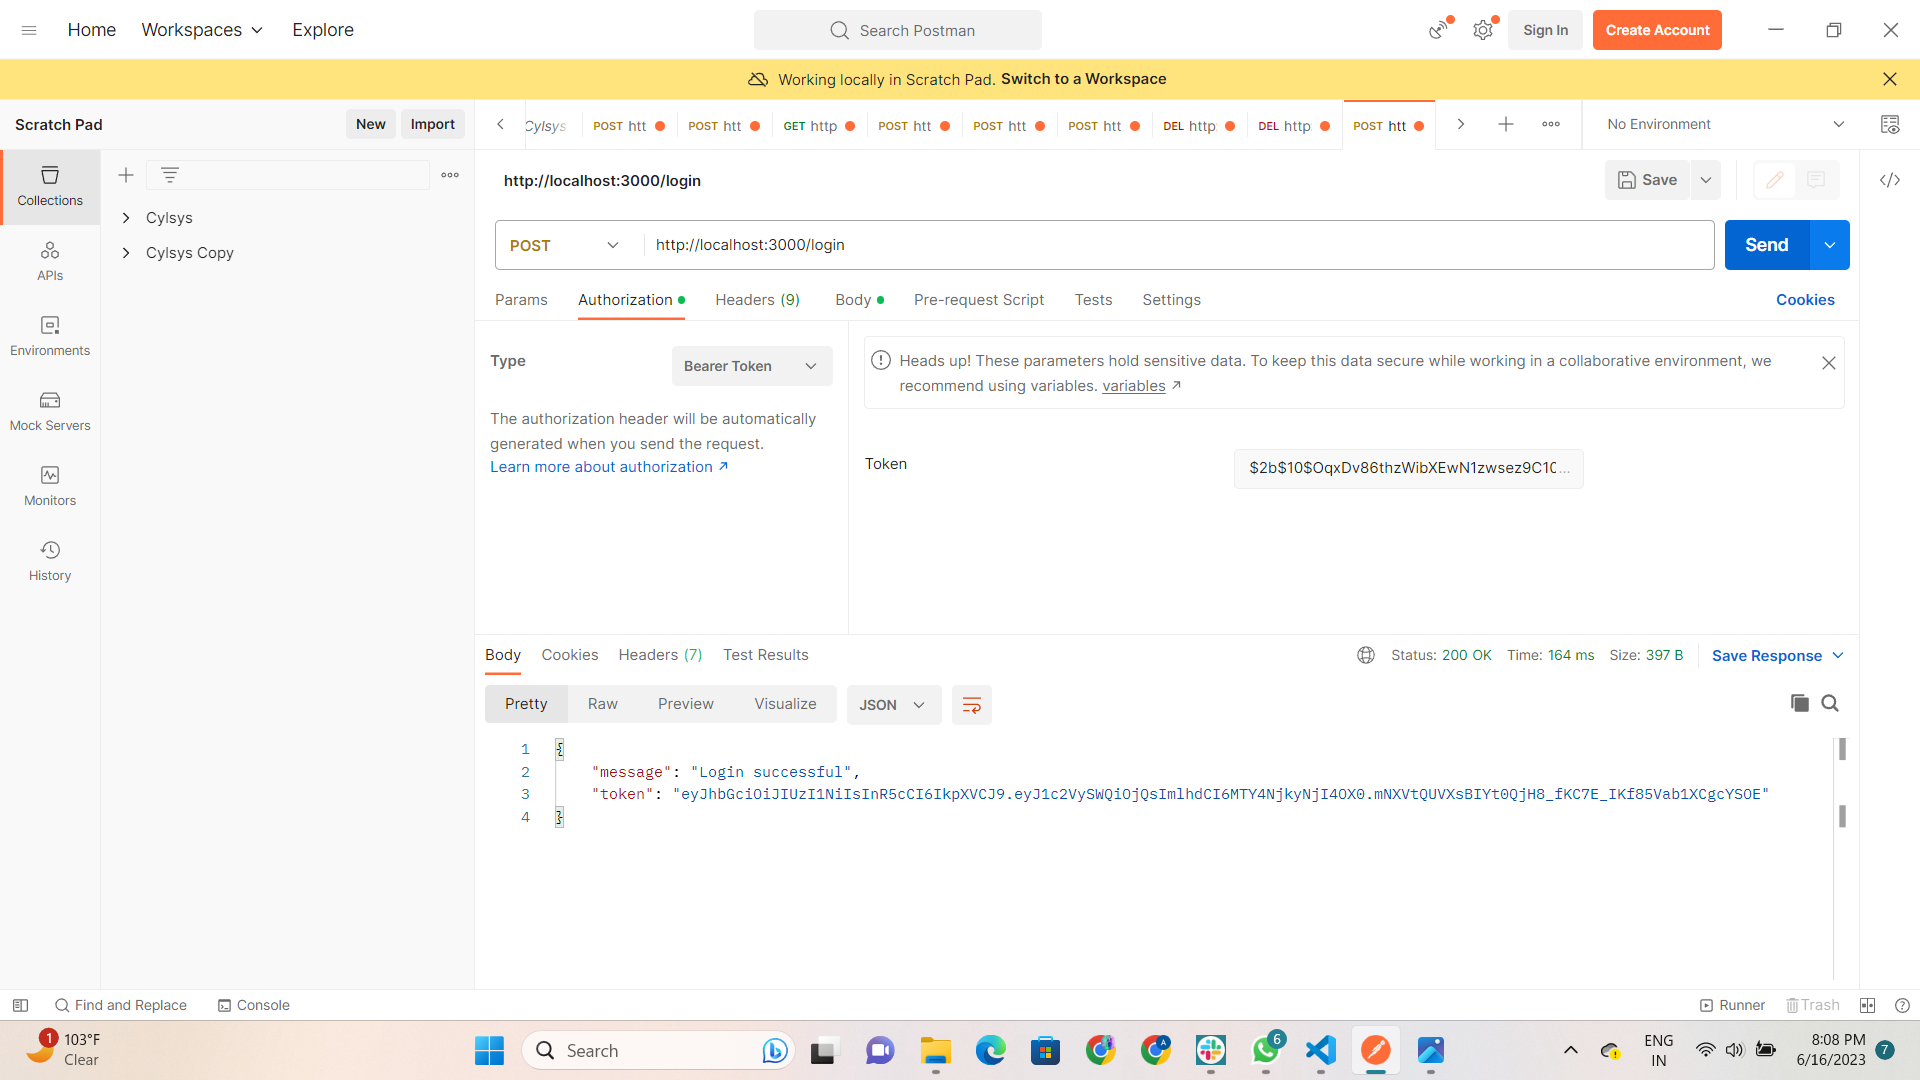 Home Workspaces Explore Search Postman Sign In Create Account
Working locally in Scratch Pad. Switch to a Workspace
Scratch Pad New Import Cylsys POST htt POST htt GET http POST htt POST htt POST htt DEL http DEL http POST htt No Environment
Collections
APIs
Environments
Mock Servers
Monitors
History
Cylsys
Cylsys Copy
http://localhost:3000/login Save
POST http://localhost:3000/login Send
Params Authorization Headers (9) Body Pre-request Script Tests Settings Cookies
Type Bearer Token
The authorization header will be automatically
generated when you send the request.
Learn more about authorization ↗
Heads up! These parameters hold sensitive data. To keep this data secure while working in a collaborative environment, we
recommend using variables. variables ↗
Token $2b$10$OqxDv86thzWibXEwN1zwsez9C10...
Body Cookies Headers (7) Test Results Status: 200 OK Time: 164 ms Size: 397 B Save Response
Pretty Raw Preview Visualize JSON
1 {
2 "message": "Login successful",
3 "token": "eyJhbGciOiJIUzI1NiIsInR5cCI6IkpXVCJ9.eyJ1c2VySWQiOjQsImlhdCI6MTY4NjkyNjI4OX0.mNXVtQUVXsBIYt0QjH8_fKC7E_IKf85Vab1XCgcYSOE"
4 }
Find and Replace Console Runner Trash
1 103°F
Clear
Search
A
6
ENG
IN
8:08 PM
6/16/2023
7